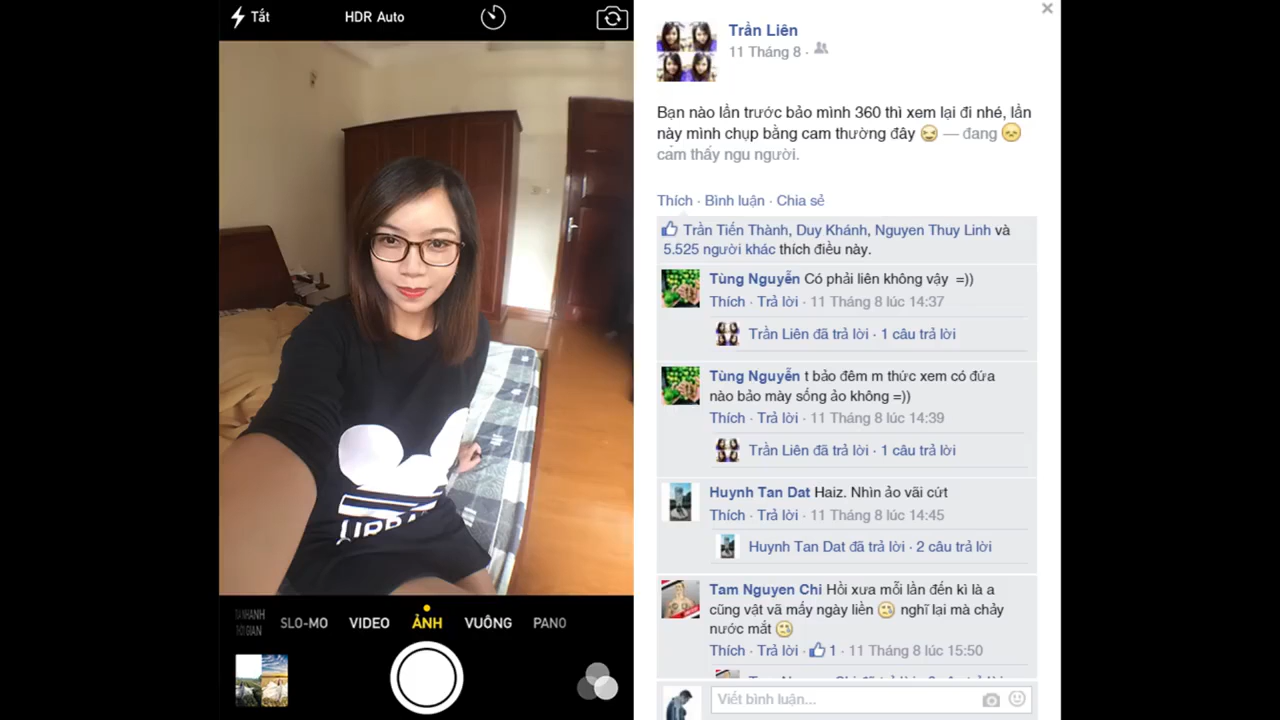 Tắt
HDR Auto
URBA
SLO-MO
VIDEO
ẢNH
VUÔNG
PANO
Trần Liên
11 Tháng 8 ·
Bạn nào lần trước bảo mình 360 thì xem lại đi nhé, lần
này mình chụp bằng cam thường đây 😆 — đang 😞
cảm thấy ngu người.
Thích · Bình luận · Chia sẻ
Trần Tiến Thành, Duy Khánh, Nguyen Thuy Linh và
5.525 người khác thích điều này.
Tùng Nguyễn Có phải liên không vậy =))
Thích · Trả lời · 11 Tháng 8 lúc 14:37
Trần Liên đã trả lời · 1 câu trả lời
Tùng Nguyễn t bảo đêm m thức xem có đứa
nào bảo mày sống ảo không =))
Thích · Trả lời · 11 Tháng 8 lúc 14:39
Trần Liên đã trả lời · 1 câu trả lời
Huynh Tan Dat Haiz. Nhìn ảo vãi cứt
Thích · Trả lời · 11 Tháng 8 lúc 14:45
Huynh Tan Dat đã trả lời · 2 câu trả lời
Tam Nguyen Chi Hồi xưa mỗi lần đến kì là a
cũng vật vã mấy ngày liền 🧐 nghĩ lại mà chảy
nước mắt 🧐
Thích · Trả lời · 1 · 11 Tháng 8 lúc 15:50
Viết bình luận...